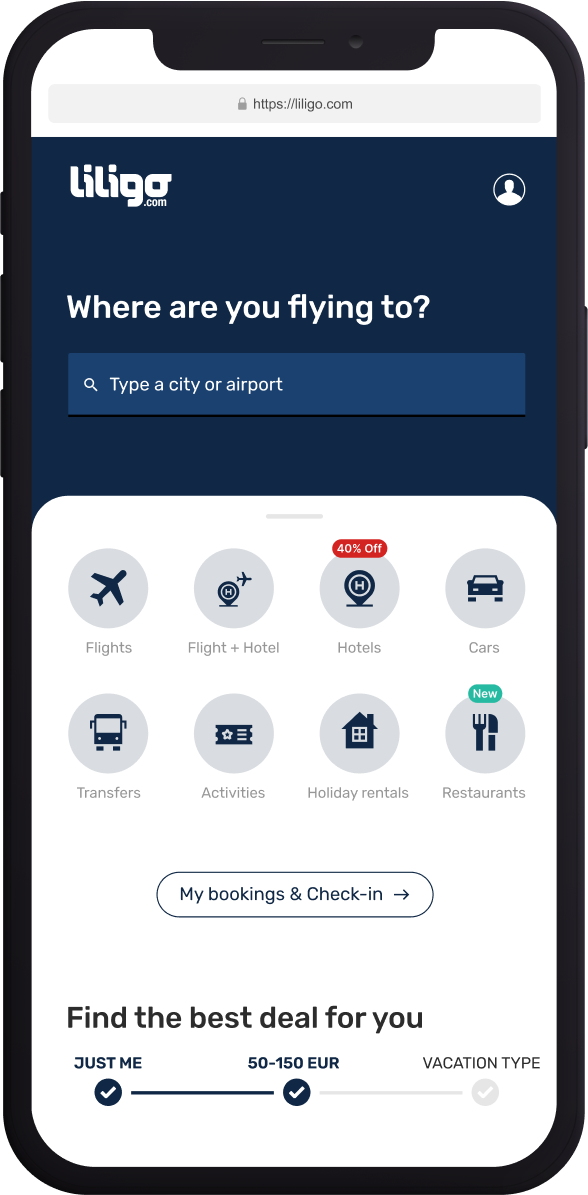 https://liligo.com
liligo
.com
Where are you flying to?
Type a city or airport
40% Off
Flights
Flight + Hotel
Hotels
Cars
New
Transfers
Activities
Holiday rentals
Restaurants
My bookings & Check-in →
Find the best deal for you
JUST ME
50-150 EUR
VACATION TYPE